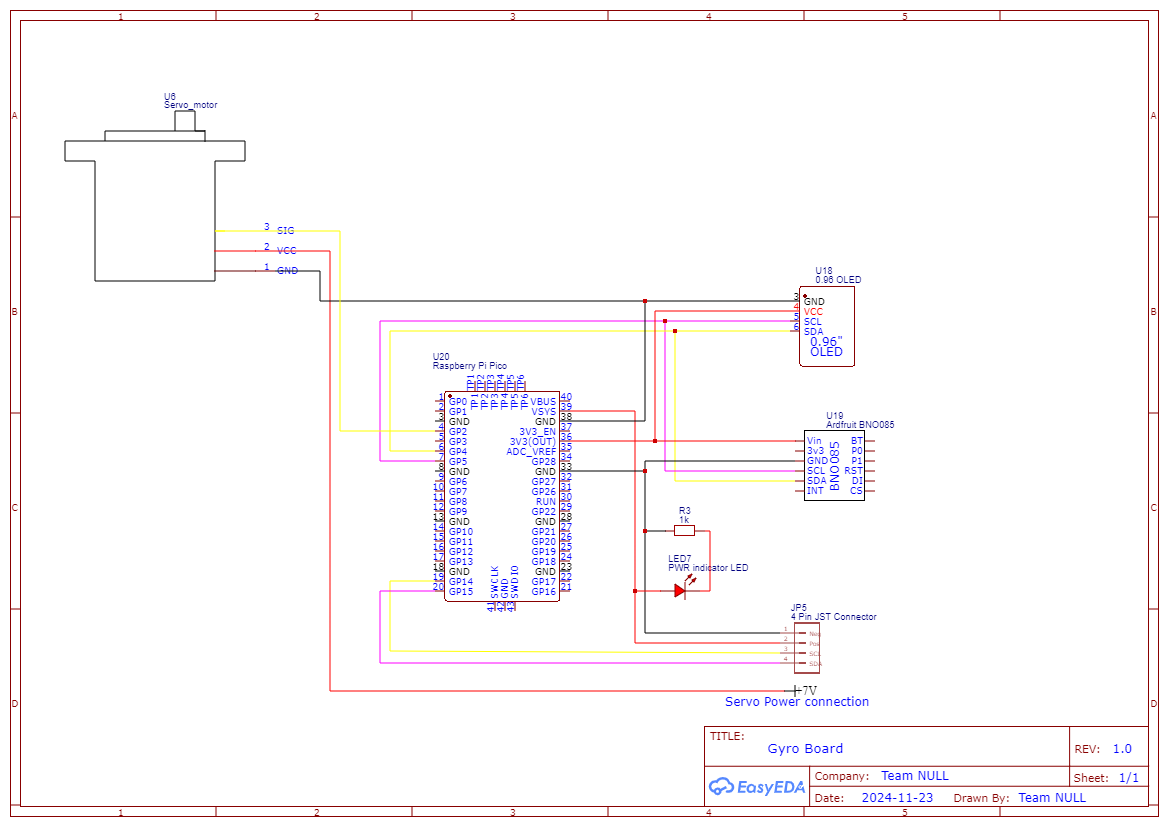 1 2 3 4 5
A A
U6
Servo_motor
3 SIG
2 VCC
1 GND
U18
0.96 OLED
3 GND
4 VCC
5 SCL
6 SDA
0.96"
OLED
B B
U20
Raspberry Pi Pico
TP1 TP2 TP3 TP4 TP5 TP6
TP1 TP2 TP3 TP4 TP5 TP6
1 GP0 VBUS 40
2 GP1 VSYS 39
3 GND GND 38
4 GP2 3V3_EN 37
5 GP3 3V3(OUT) 36
6 GP4 ADC_VREF 35
7 GP5 GP28 34
8 GND GND 33
9 GP6 GP27 32
10 GP7 GP26 31
11 GP8 RUN 30
12 GP9 GP22 29
13 GND GND 28
14 GP10 GP21 27
15 GP11 GP20 26
16 GP12 GP19 25
17 GP13 GP18 24
18 GND GND 23
19 GP14 GP17 22
20 GP15 GP16 21
SWCLK GND SWDIO
41 42 43
U19
Ardfruit BNO085
Vin BT
3v3 P0
GND P1
SCL RST
SDA DI
INT CS
BNO085
C C
R3
1k
LED7
PWR indicator LED
JP5
4 Pin JST Connector
1 Neg
2 Pos
3 SCL
4 SDA
+7V
Servo Power connection
D D
TITLE:
Gyro Board
REV: 1.0
EasyEDA
Company: Team NULL
Sheet: 1/1
Date: 2024-11-23 Drawn By: Team NULL
1 2 3 4 5